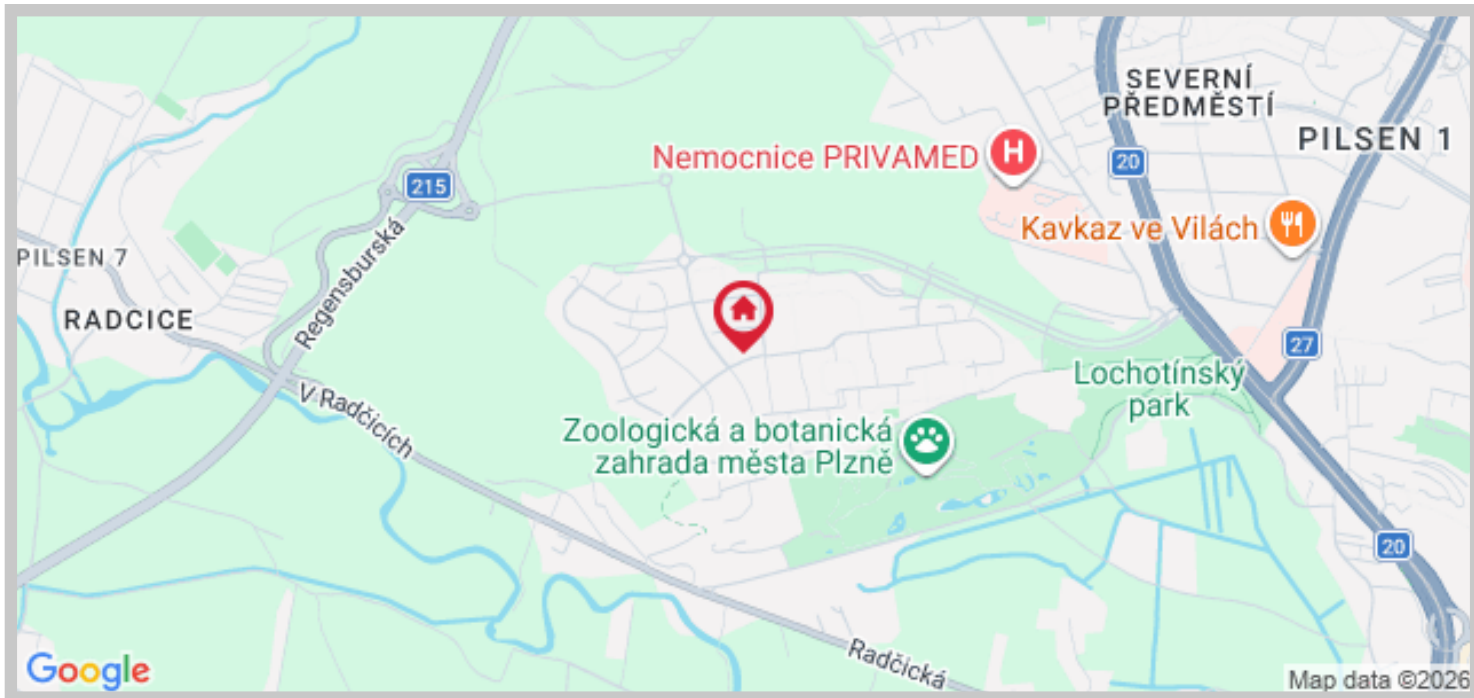 SEVERNÍ
PŘEDMĚSTÍ
PILSEN 1
Nemocnice PRIVAMED
H
20
215
Kavkaz ve Vilách
PILSEN 7
Regensburská
RADCICE
27
Lochotínský
park
V Radčicích
Zoologická a botanická
zahrada města Plzně
20
Radčická
Google
Map data ©2026